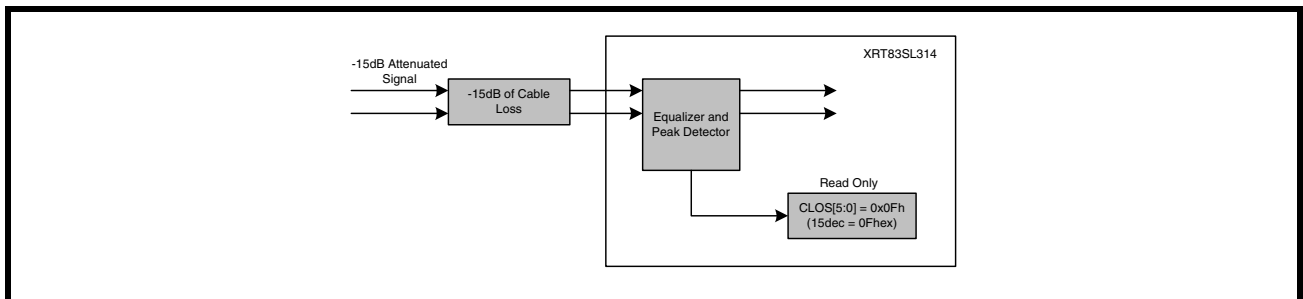 XRT83SL314
-15dB Attenuated
Signal
-15dB of Cable
Loss
Equalizer and
Peak Detector
Read Only
CLOS[5:0] = 0x0Fh
(15dec = 0Fhex)